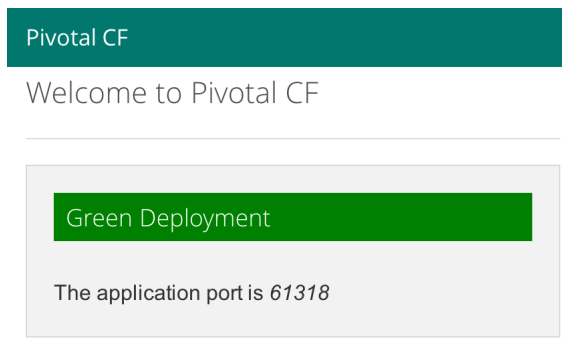 Pivotal CF
Welcome to Pivotal CF
Green Deployment
The application port is 61318